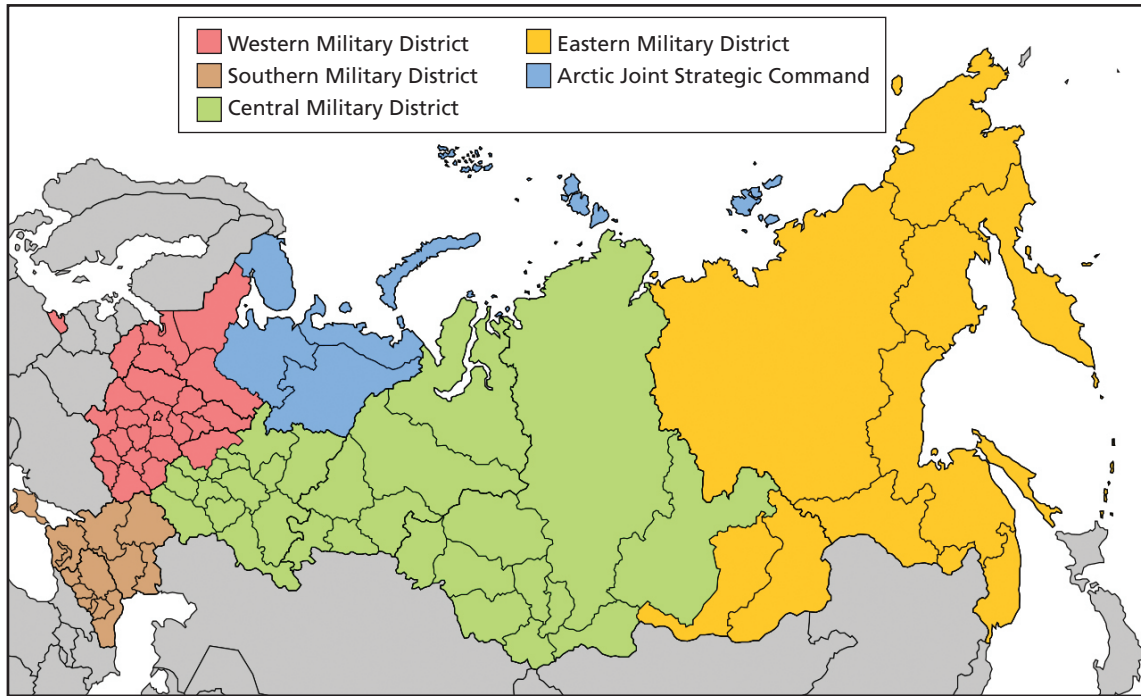 Western Military District
Southern Military District
Central Military District
Eastern Military District
Arctic Joint Strategic Command